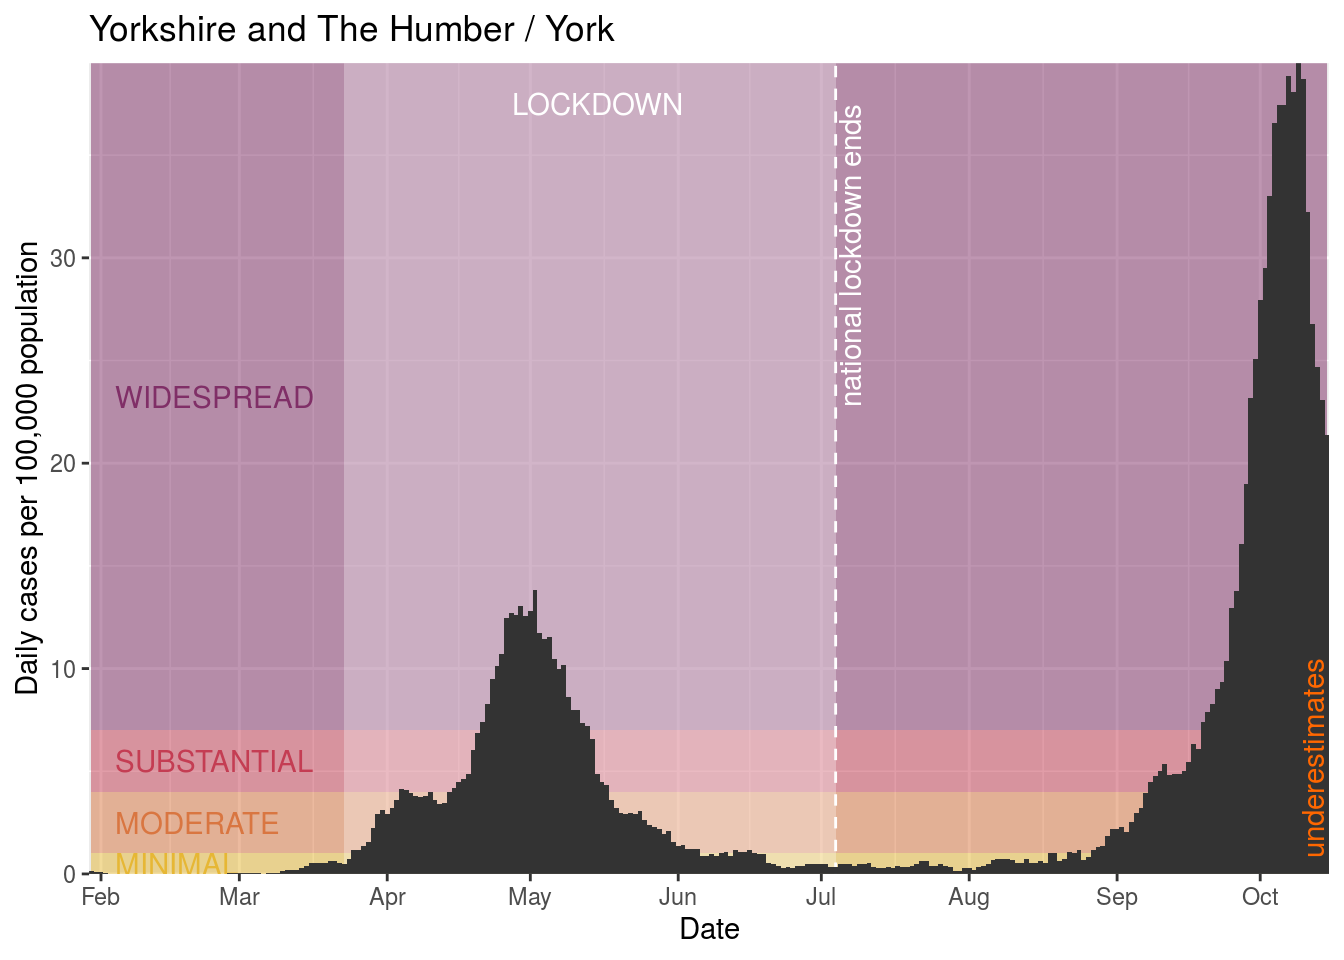 Yorkshire and The Humber / York
LOCKDOWN
national lockdown ends
WIDESPREAD
SUBSTANTIAL
MODERATE
MINIMAL
underestimates
Daily cases per 100,000 population
30
20
10
0
Feb Mar Apr May Jun Jul Aug Sep Oct
Date